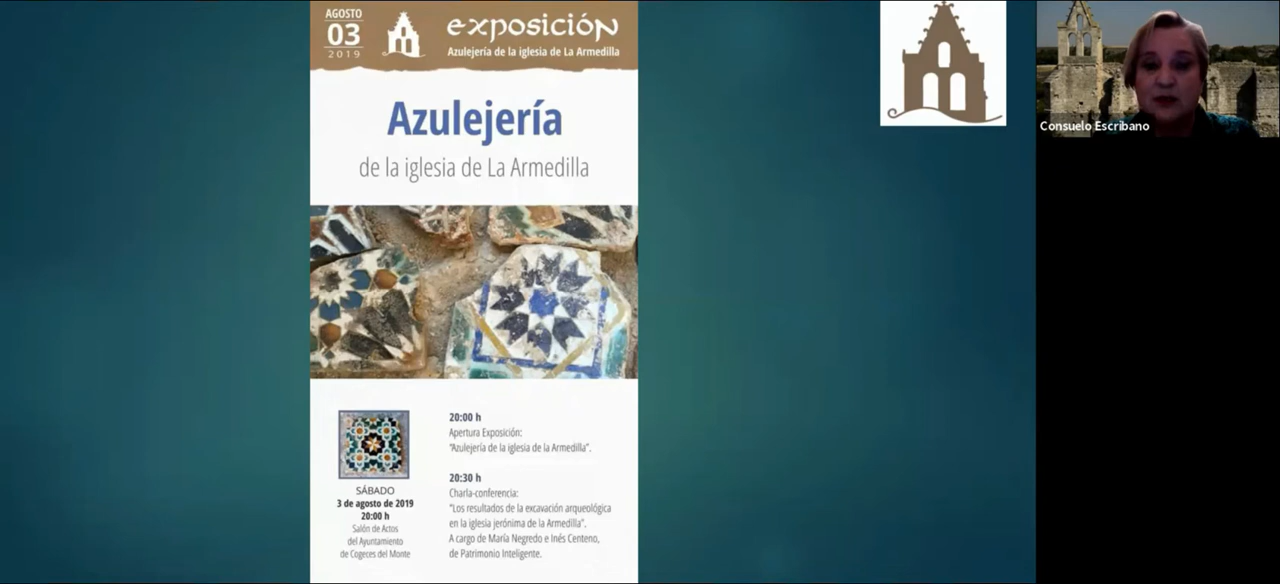 AGOSTO
03
2019
exposición
Azulejería de la iglesia de La Armedilla
Azulejería
de la iglesia de La Armedilla
SÁBADO
3 de agosto de 2019
20:00 h
Salón de Actos
del Ayuntamiento
de Cogeces del Monte
20:00 h
Apertura Exposición:
"Azulejería de la iglesia de la Armedilla".
20:30 h
Charla-conferencia:
"Los resultados de la excavación arqueológica
en la iglesia jerónima de la Armedilla".
A cargo de María Negredo e Inés Centeno,
de Patrimonio Inteligente.
Consuelo Escribano